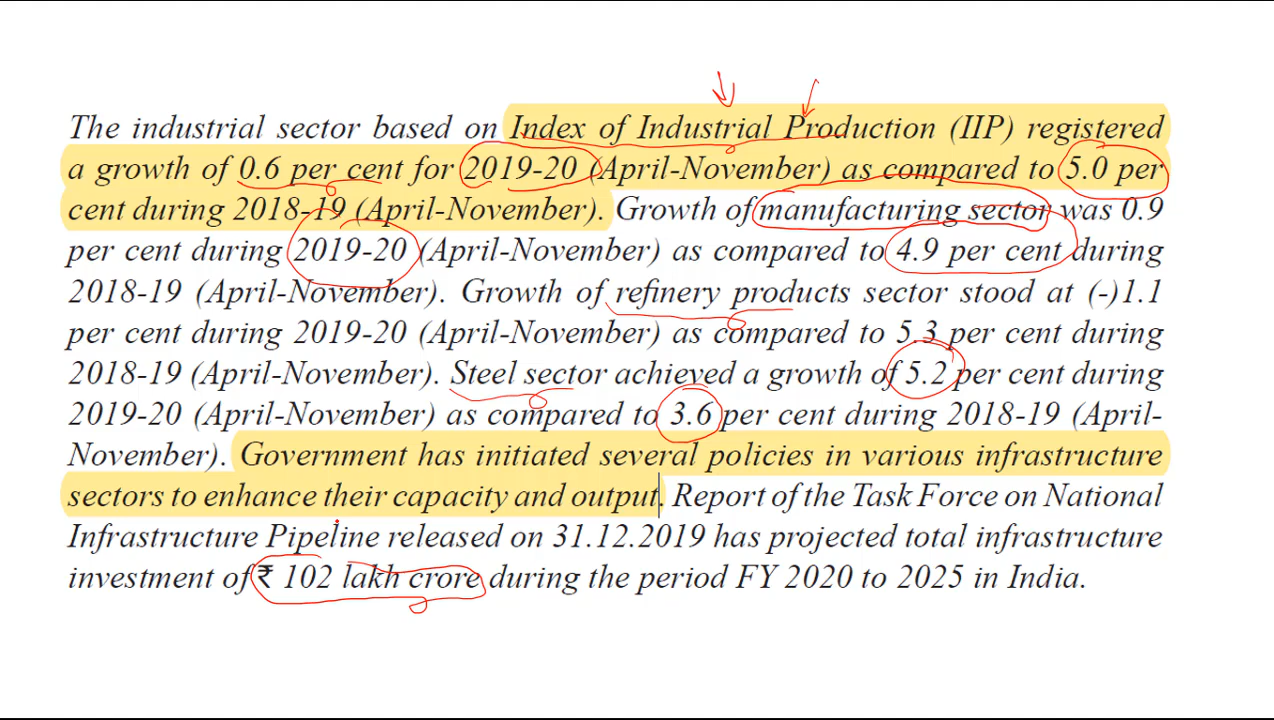 The industrial sector based on Index of Industrial Production (IIP) registered
a growth of 0.6 per cent for 2019-20 (April-November) as compared to 5.0 per
cent during 2018-19 (April-November). Growth of manufacturing sector was 0.9
per cent during 2019-20 (April-November) as compared to 4.9 per cent during
2018-19 (April-November). Growth of refinery products sector stood at (-)1.1
per cent during 2019-20 (April-November) as compared to 5.3 per cent during
2018-19 (April-November). Steel sector achieved a growth of 5.2 per cent during
2019-20 (April-November) as compared to 3.6 per cent during 2018-19 (April-
November). Government has initiated several policies in various infrastructure
sectors to enhance their capacity and output. Report of the Task Force on National
Infrastructure Pipeline released on 31.12.2019 has projected total infrastructure
investment of ₹ 102 lakh crore during the period FY 2020 to 2025 in India.